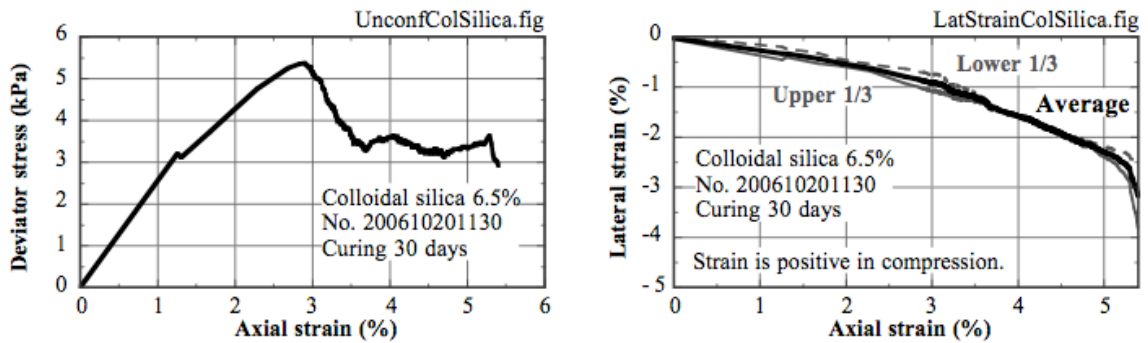 UnconfColSilica.fig
Deviator stress (kPa)
6
5
4
3
2
1
0
Colloidal silica 6.5%
No. 200610201130
Curing 30 days
0 1 2 3 4 5 6
Axial strain (%)
LatStrainColSilica.fig
Lateral strain (%)
0
-1
-2
-3
-4
-5
Lower 1/3
Upper 1/3
Average
Colloidal silica 6.5%
No. 200610201130
Curing 30 days
Strain is positive in compression.
0 1 2 3 4 5
Axial strain (%)